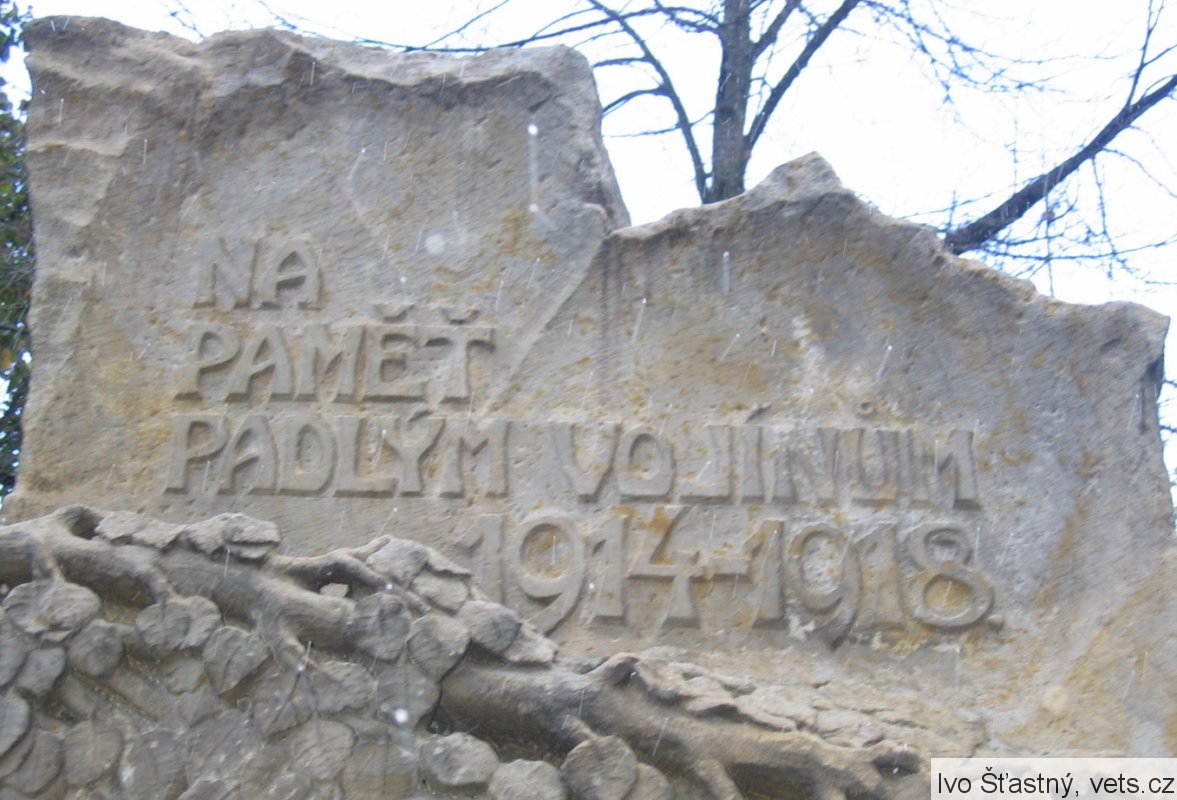 NA
PAMĚŤ
PADLÝM VOJÍNŮM
1914-1918.
Ivo Šťastný, vets.cz